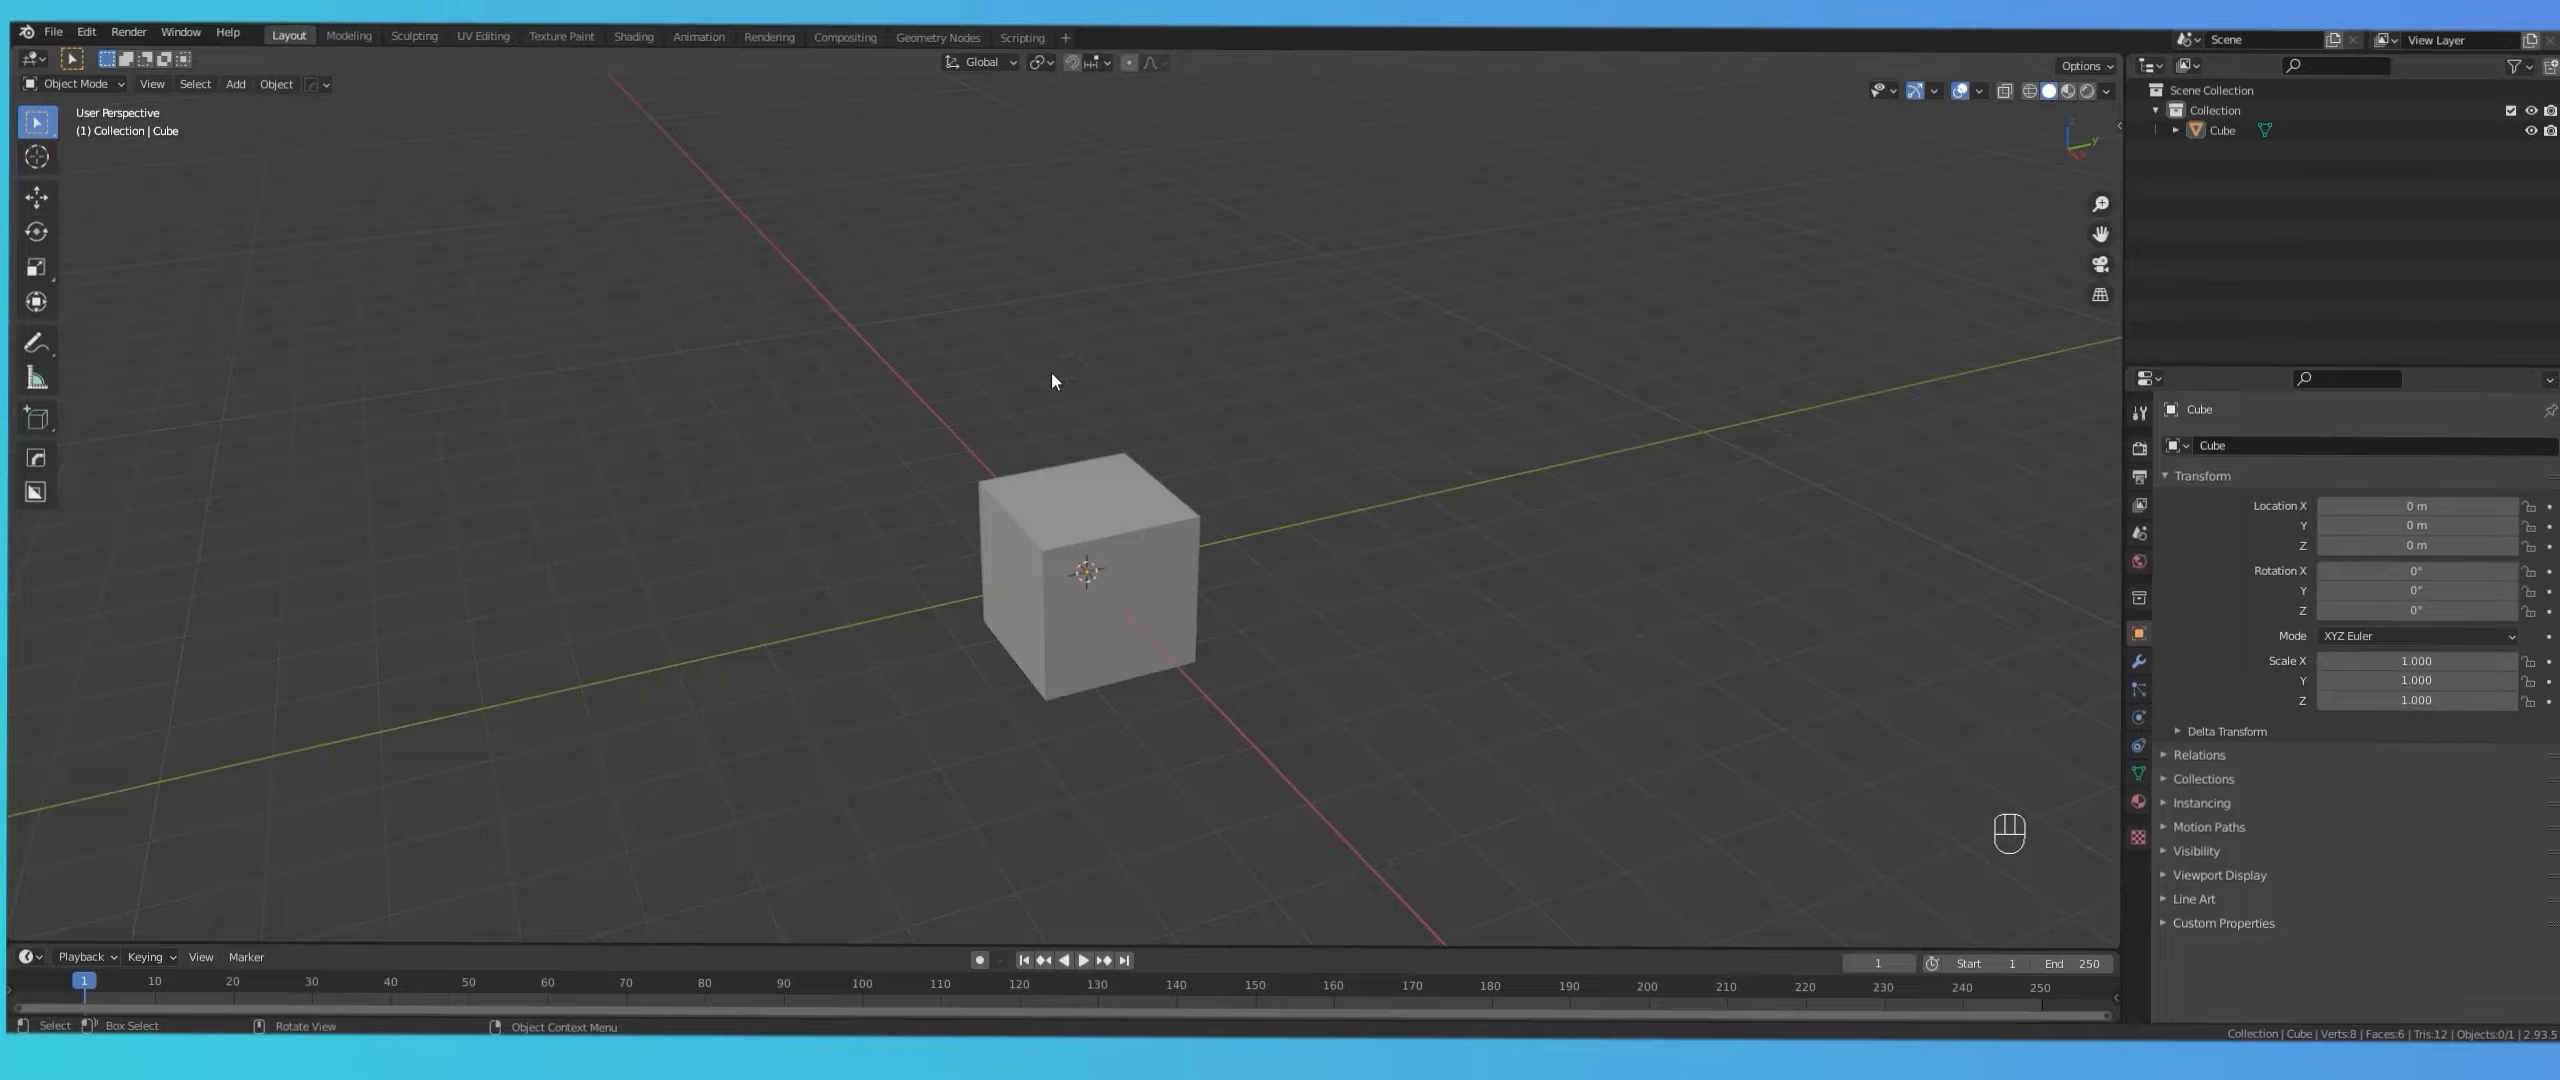 File Edit Render Window Help Layout Modeling Sculpting UV Editing Texture Paint Shading Animation Rendering Compositing Geometry Nodes Scripting + Scene View Layer
Global Options
Object Mode View Select Add Object
User Perspective
(1) Collection | Cube
Y
Scene Collection
Collection
Cube
Cube
Cube
Transform
Location X 0 m
Y 0 m
Z 0 m
Rotation X 0°
Y 0°
Z 0°
Mode XYZ Euler
Scale X 1.000
Y 1.000
Z 1.000
Delta Transform
Relations
Collections
Instancing
Motion Paths
Visibility
Viewport Display
Line Art
Custom Properties
Playback Keying View Marker 1 Start 1 End 250
1 10 20 30 40 50 60 70 80 90 100 110 120 130 140 150 160 170 180 190 200 210 220 230 240 250
Select Box Select Rotate View Object Context Menu
Collection | Cube | Verts:8 | Faces:6 | Tris:12 | Objects:0/1 | 2.93.5